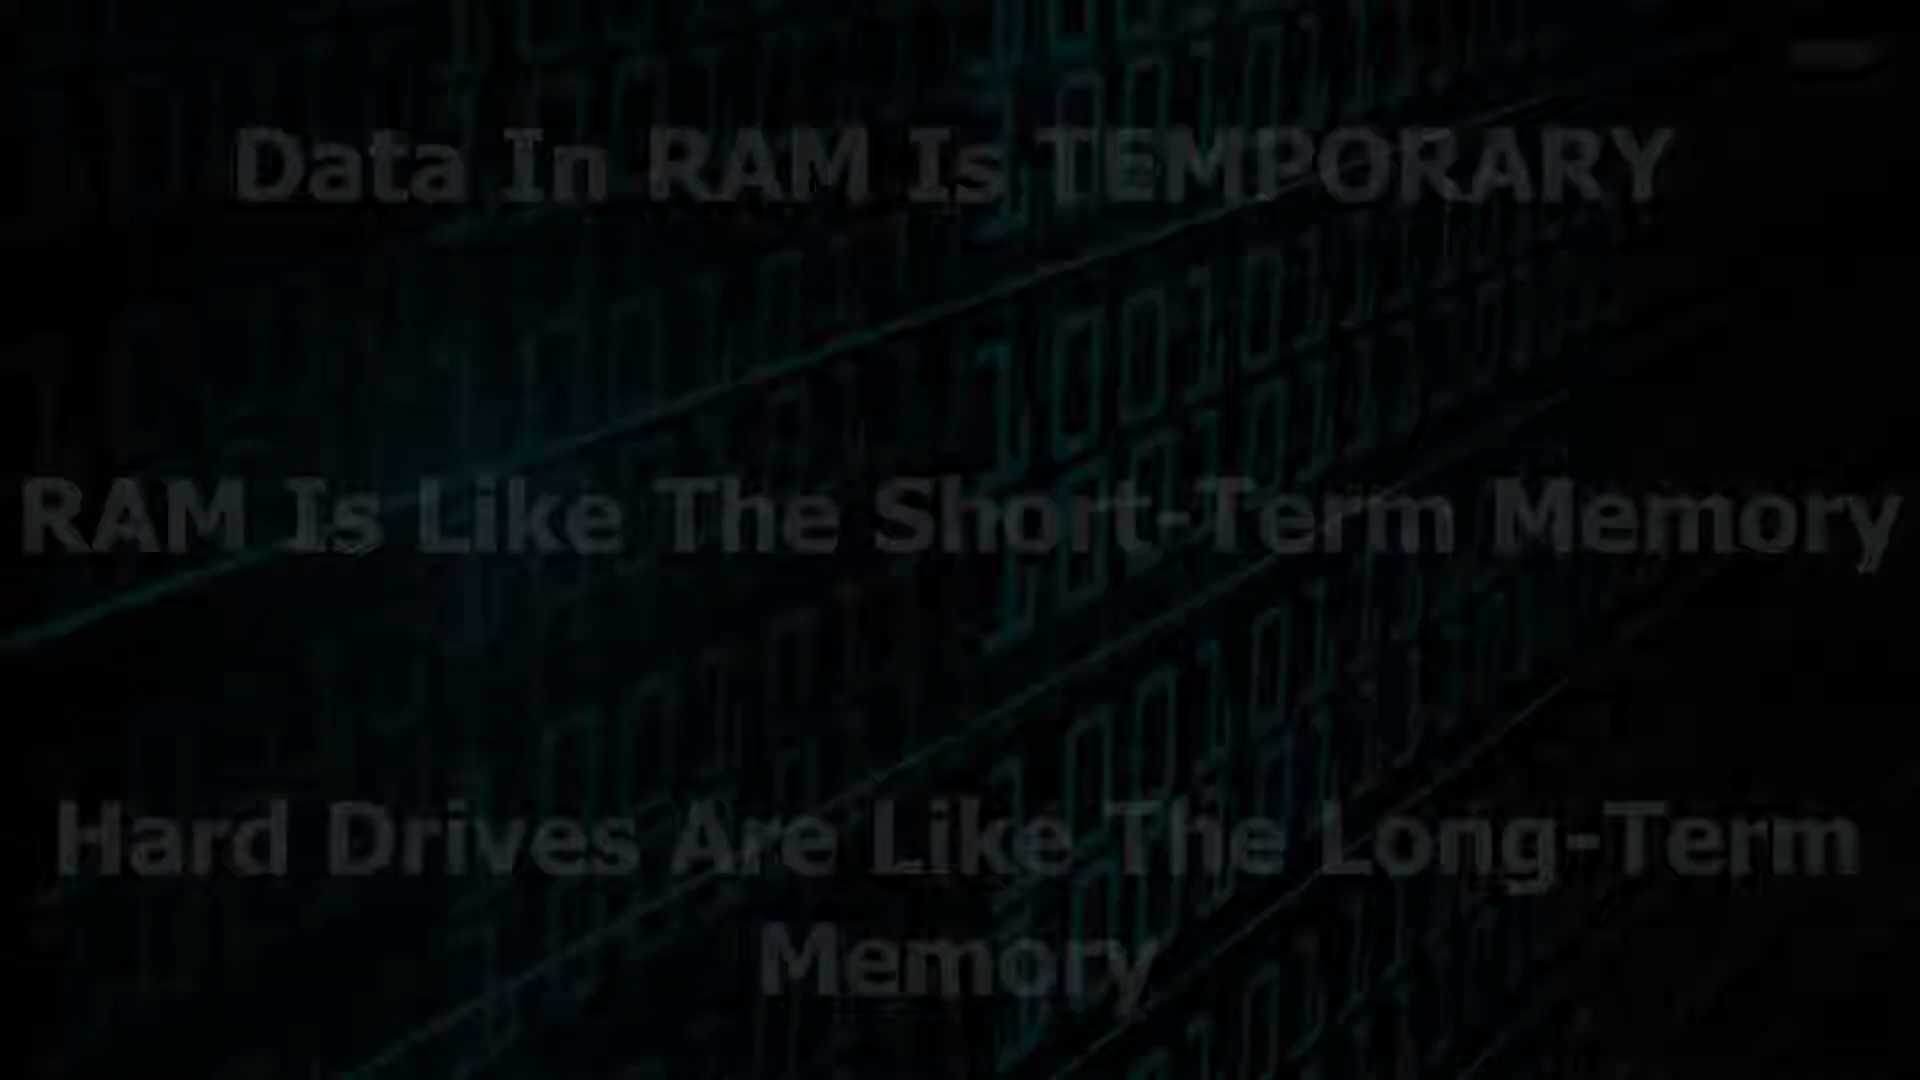 Data In RAM Is TEMPORARY
RAM Is Like The Short-Term Memory
Hard Drives Are Like The Long-Term
Memory